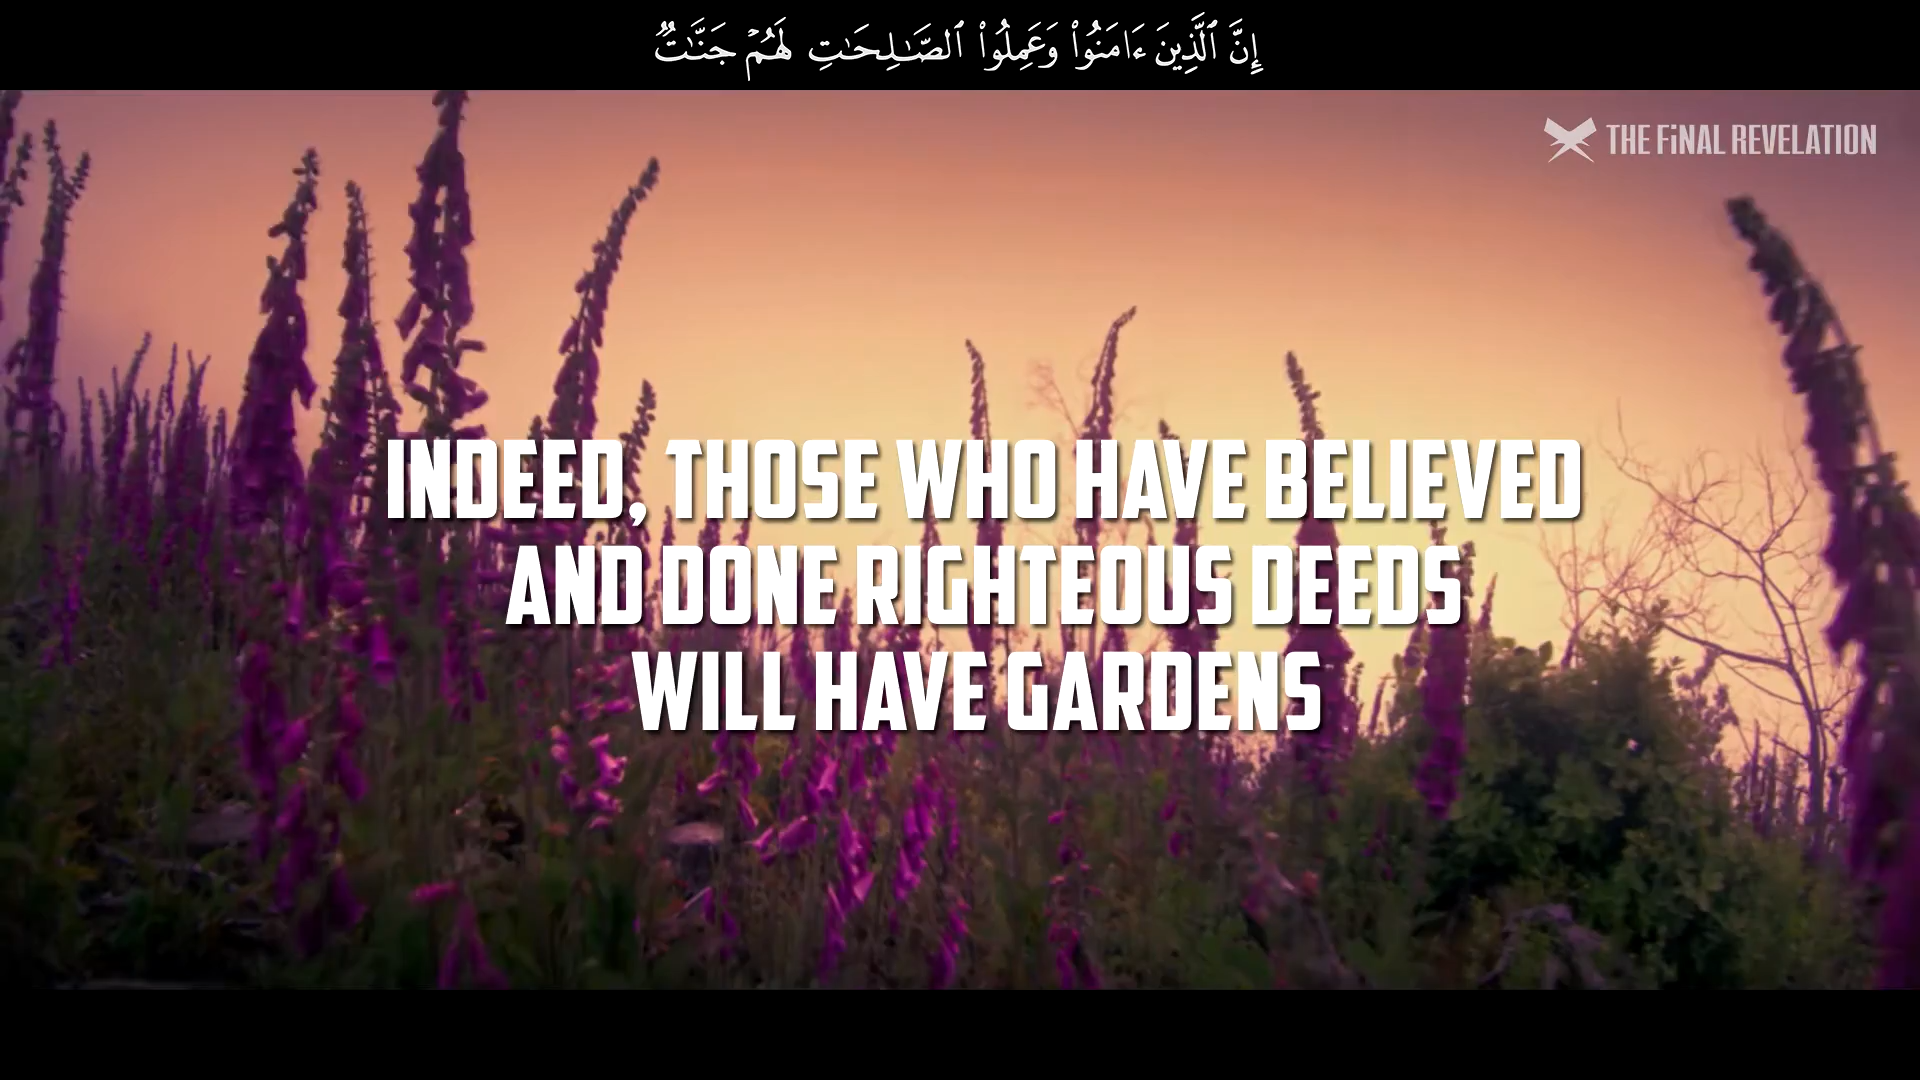 إِنَّ ٱلَّذِينَ ءَامَنُوا۟ وَعَمِلُوا۟ ٱلصَّـٰلِحَـٰتِ لَهُمْ جَنَّـٰتٌۭ
THE FiNAL REVELATION
INDEED, THOSE WHO HAVE BELIEVED
AND DONE RIGHTEOUS DEEDS
WILL HAVE GARDENS